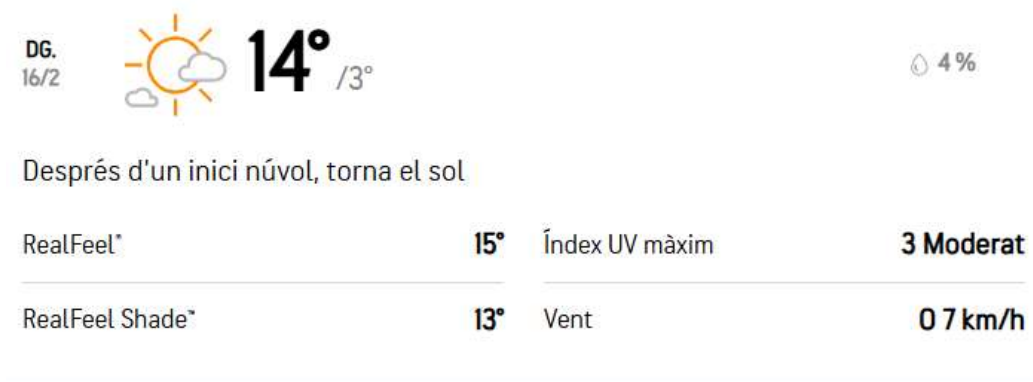 DG.
16/2
14° /3°
4%
Després d'un inici núvol, torna el sol
RealFeel® 15°
Índex UV màxim 3 Moderat
RealFeel Shade™ 13°
Vent O 7 km/h